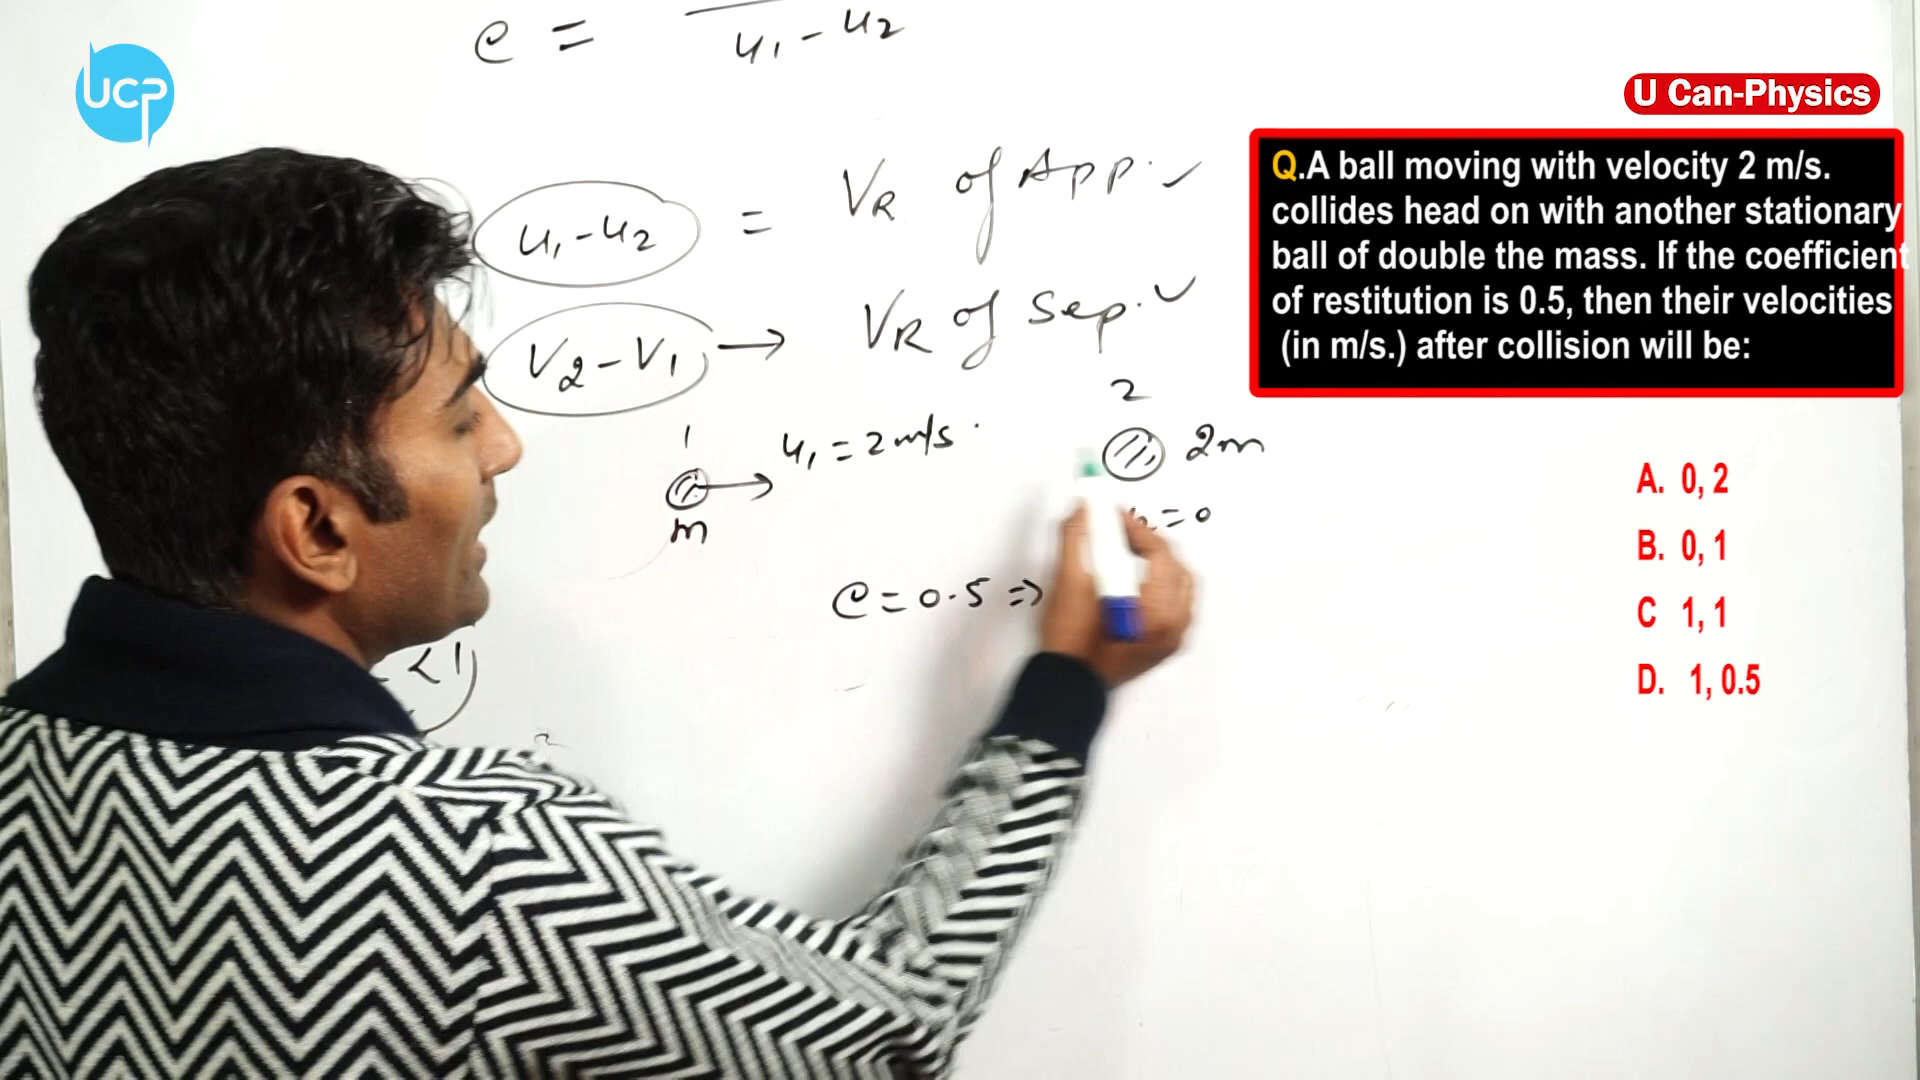 e = u₁ - u₂
UCP
U Can-Physics
u₁ - u₂ = VR of App.
V₂ - V₁ → VR of Sep.
Q.A ball moving with velocity 2 m/s.
collides head on with another stationary
ball of double the mass. If the coefficient
of restitution is 0.5, then their velocities
(in m/s.) after collision will be:
1 u₁ = 2 m/s
m
2
2m
= 0
e = 0.5 ⇒
< 1
A. 0, 2
B. 0, 1
C 1, 1
D. 1, 0.5